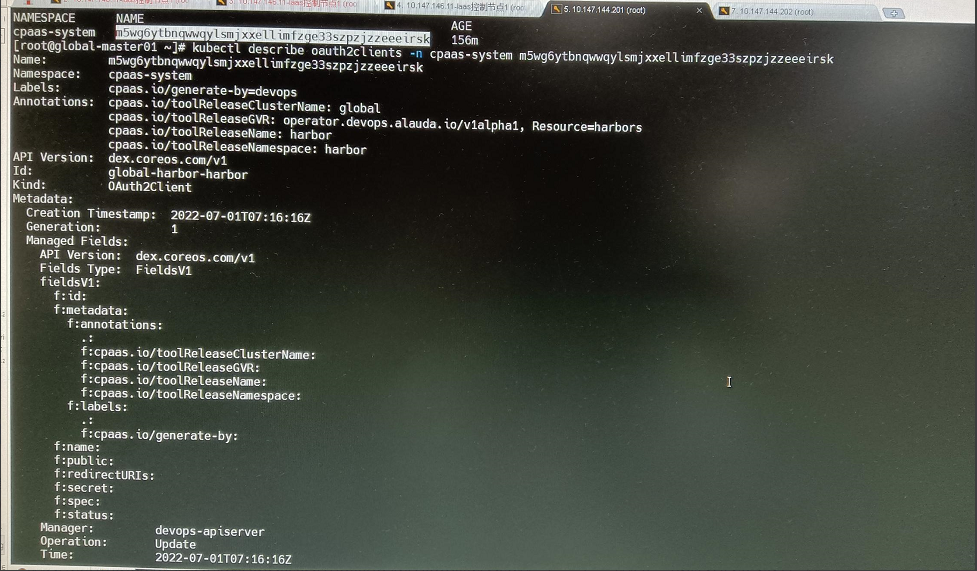 4. 10.147.146.11-Iaas控制节点1 (roo
5. 10.147.144.201 (root)
7. 10.147.144.202 (root)
NAMESPACE NAME AGE
cpaas-system m5wg6ytbnqwwqylsmjxxellimfzge33szpzjzzeeeirsk 156m
[root@global-master01 ~]# kubectl describe oauth2clients -n cpaas-system m5wg6ytbnqwwqylsmjxxellimfzge33szpzjzzeeeirsk
Name: m5wg6ytbnqwwqylsmjxxellimfzge33szpzjzzeeeirsk
Namespace: cpaas-system
Labels: cpaas.io/generate-by=devops
Annotations: cpaas.io/toolReleaseClusterName: global
cpaas.io/toolReleaseGVR: operator.devops.alauda.io/v1alpha1, Resource=harbors
cpaas.io/toolReleaseName: harbor
cpaas.io/toolReleaseNamespace: harbor
API Version: dex.coreos.com/v1
Id: global-harbor-harbor
Kind: OAuth2Client
Metadata:
Creation Timestamp: 2022-07-01T07:16:16Z
Generation: 1
Managed Fields:
API Version: dex.coreos.com/v1
Fields Type: FieldsV1
fieldsV1:
f:id:
f:metadata:
f:annotations:
.:
f:cpaas.io/toolReleaseClusterName:
f:cpaas.io/toolReleaseGVR:
f:cpaas.io/toolReleaseName:
f:cpaas.io/toolReleaseNamespace:
f:labels:
.:
f:cpaas.io/generate-by:
f:name:
f:public:
f:redirectURIs:
f:secret:
f:spec:
f:status:
Manager: devops-apiserver
Operation: Update
Time: 2022-07-01T07:16:16Z